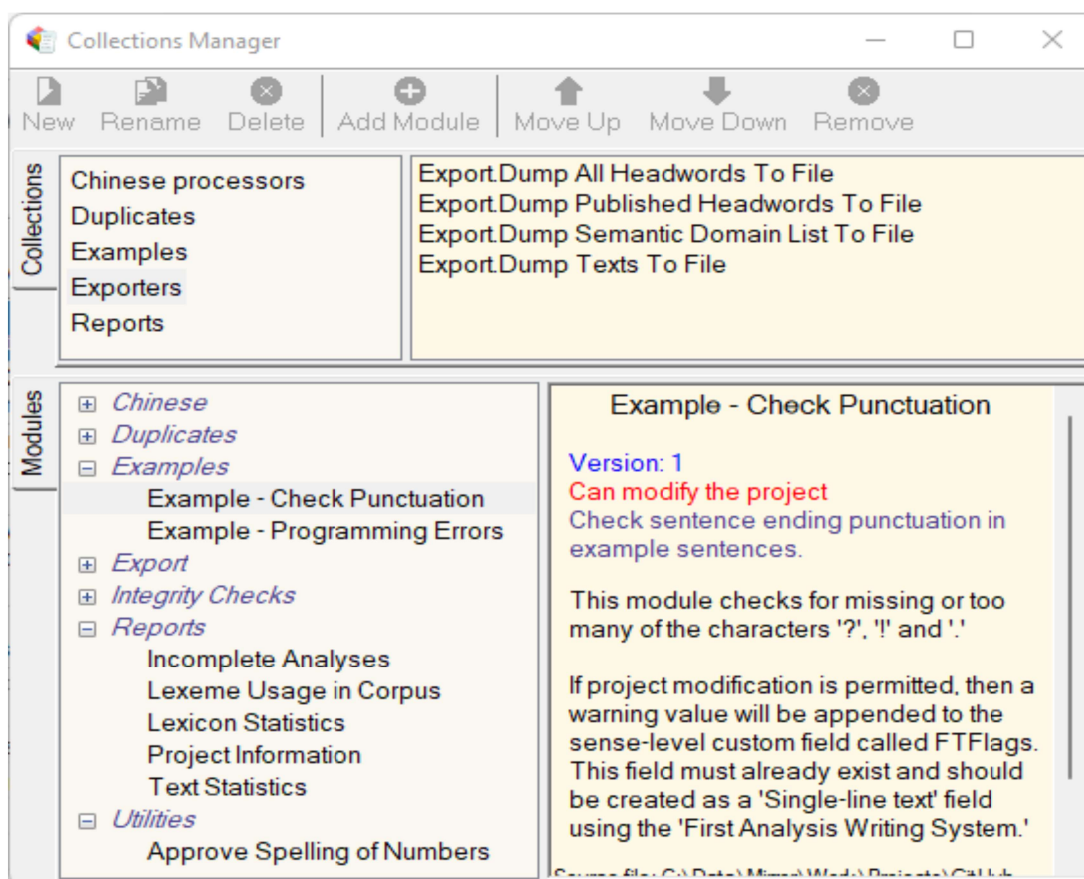 Collections Manager
New Rename Delete Add Module Move Up Move Down Remove
Collections
Chinese processors
Duplicates
Examples
Exporters
Reports
Export.Dump All Headwords To File
Export.Dump Published Headwords To File
Export.Dump Semantic Domain List To File
Export.Dump Texts To File
Modules
Chinese
Duplicates
Examples
Example - Check Punctuation
Example - Programming Errors
Export
Integrity Checks
Reports
Incomplete Analyses
Lexeme Usage in Corpus
Lexicon Statistics
Project Information
Text Statistics
Utilities
Approve Spelling of Numbers
Example - Check Punctuation
Version: 1
Can modify the project
Check sentence ending punctuation in
example sentences.
This module checks for missing or too
many of the characters '?', '!' and '.'
If project modification is permitted, then a
warning value will be appended to the
sense-level custom field called FTFlags.
This field must already exist and should
be created as a 'Single-line text' field
using the 'First Analysis Writing System.'
Source file: C:\Data\Mirror\Work\Projects\GitHub